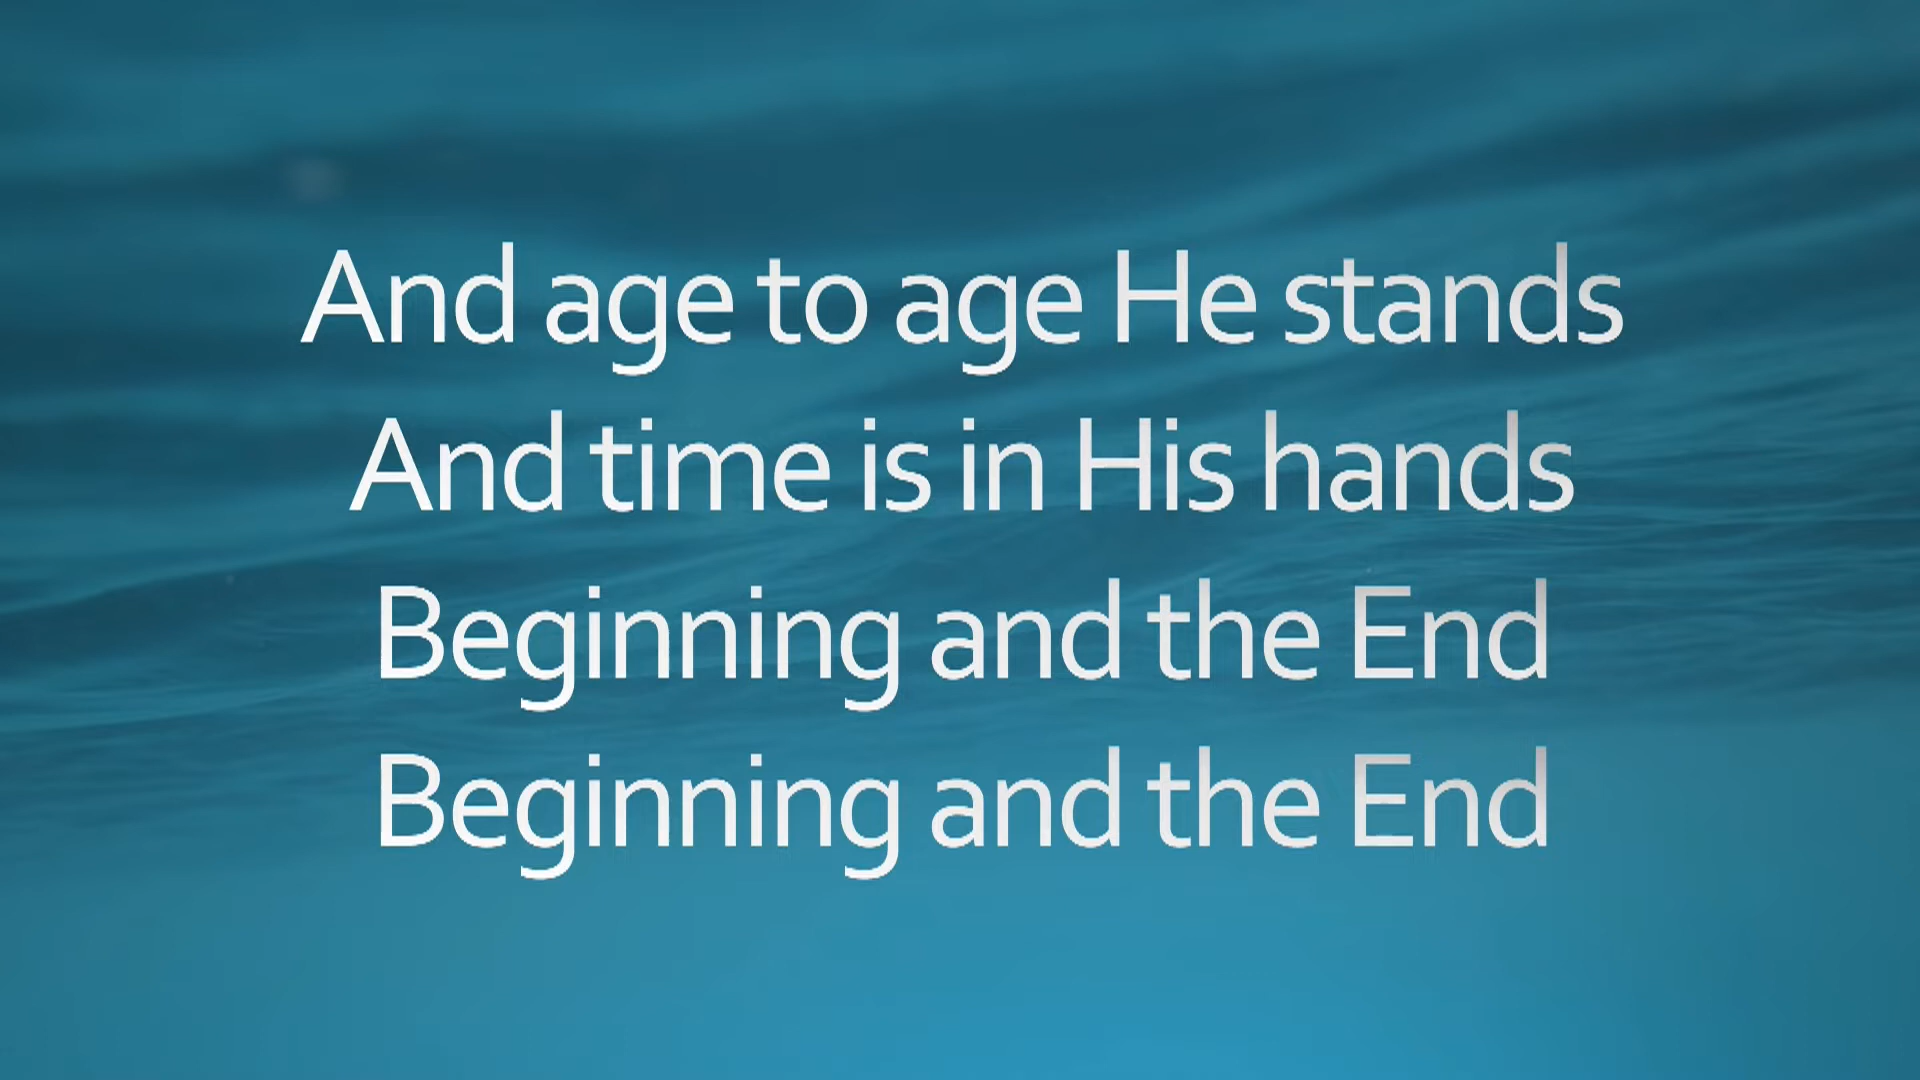 And age to age He stands
And time is in His hands
Beginning and the End
Beginning and the End